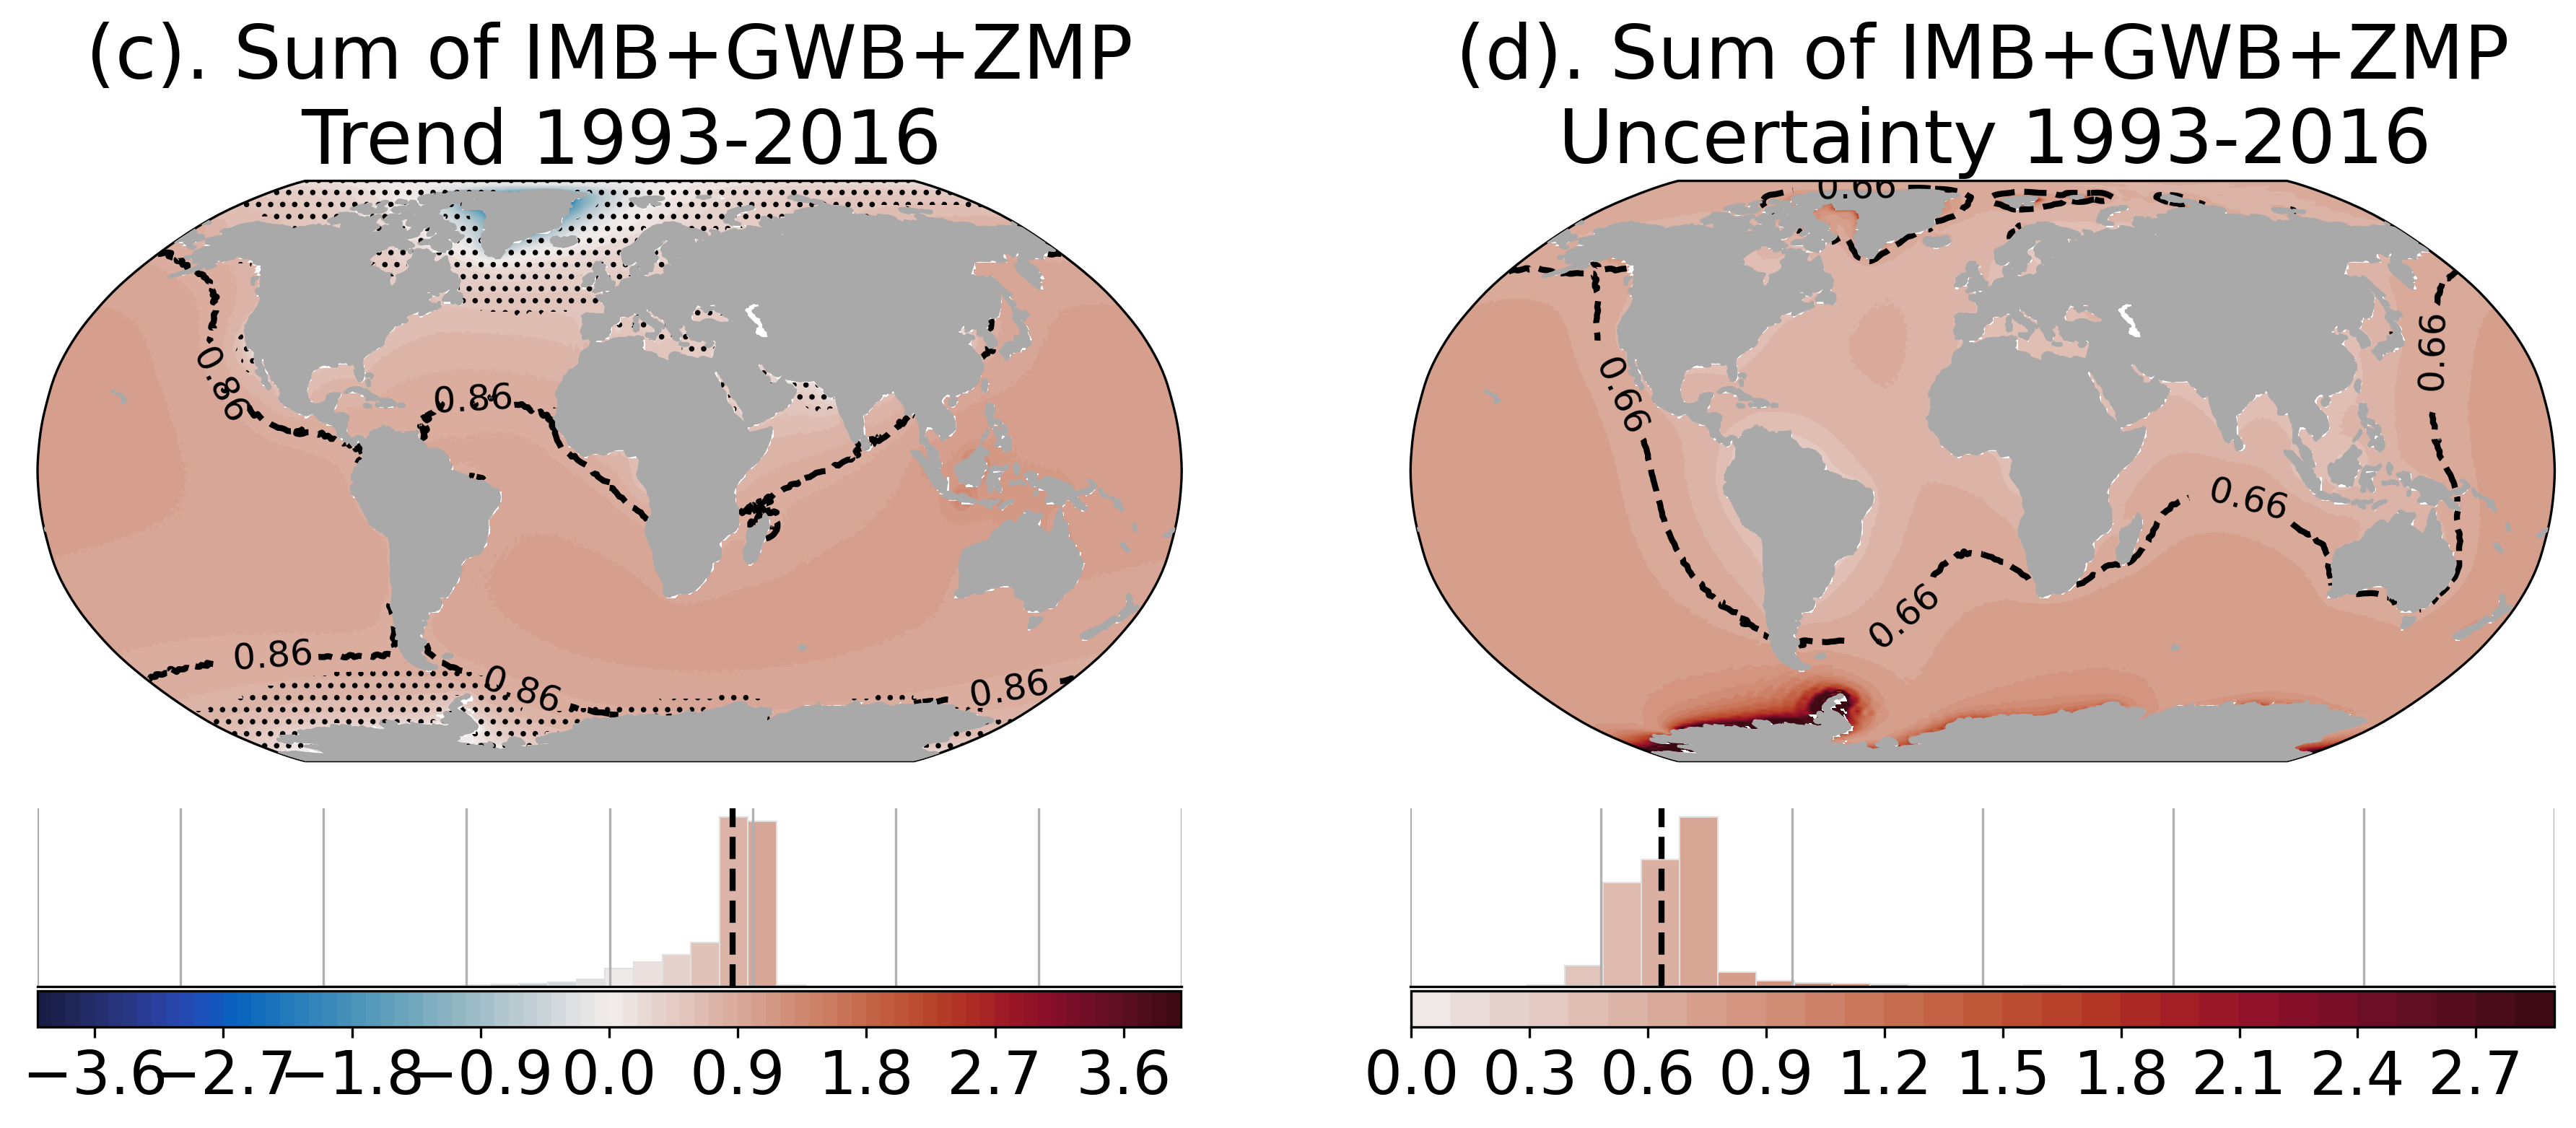 (c). Sum of IMB+GWB+ZMP
Trend 1993-2016
0.86
0.86
0.86
0.86
0.86
−3.6 −2.7 −1.8 −0.9 0.0 0.9 1.8 2.7 3.6
(d). Sum of IMB+GWB+ZMP
Uncertainty 1993-2016
0.66
0.66
0.66
0.66
0.66
0.0 0.3 0.6 0.9 1.2 1.5 1.8 2.1 2.4 2.7